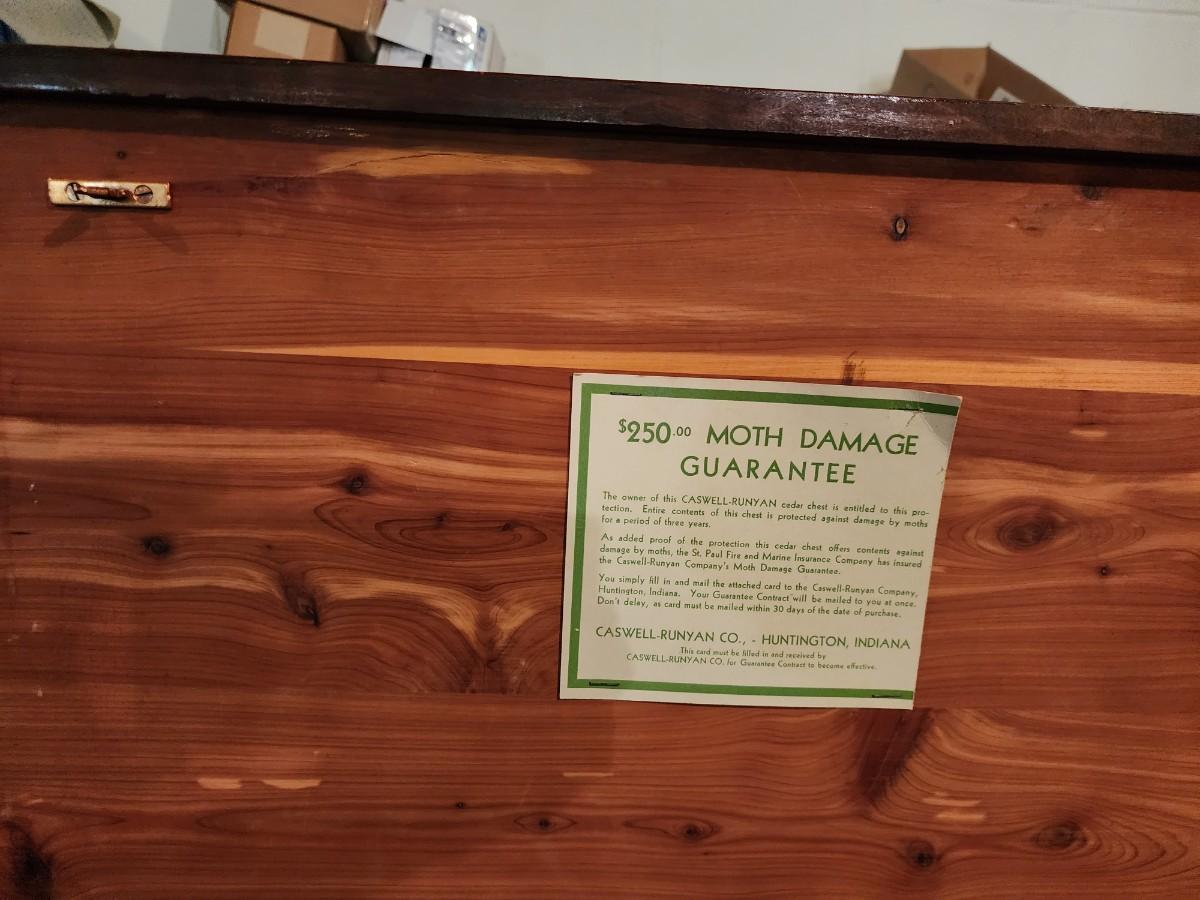 $250.00 MOTH DAMAGE
GUARANTEE
The owner of this CASWELL-RUNYAN cedar chest is entitled to this pro-
tection. Entire contents of this chest is protected against damage by moths
for a period of three years.
As added proof of the protection this cedar chest offers contents against
damage by moths, the St. Paul Fire and Marine Insurance Company has insured
the Caswell-Runyan Company's Moth Damage Guarantee.
You simply fill in and mail the attached card to the Caswell-Runyan Company,
Huntington, Indiana. Your Guarantee Contract will be mailed to you at once.
Don't delay, as card must be mailed within 30 days of the date of purchase.
CASWELL-RUNYAN CO., - HUNTINGTON, INDIANA
This card must be filled in and received by
CASWELL-RUNYAN CO. for Guarantee Contract to become effective.